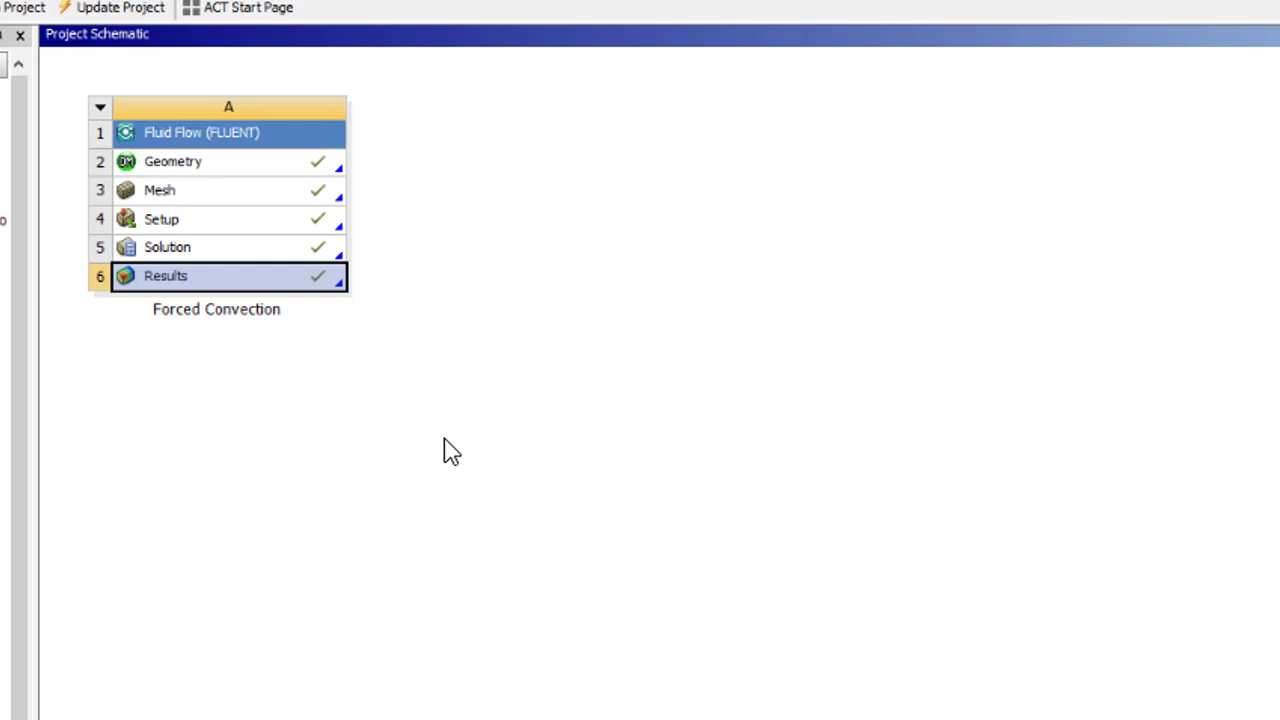 Project Update Project ACT Start Page
Project Schematic
A
1 Fluid Flow (FLUENT)
2 Geometry
3 Mesh
4 Setup
5 Solution
6 Results
Forced Convection